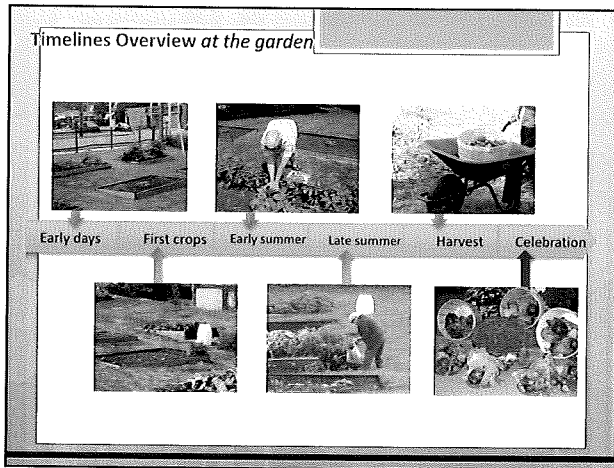 Timelines Overview at the garden
Early days First crops Early summer Late summer Harvest Celebration